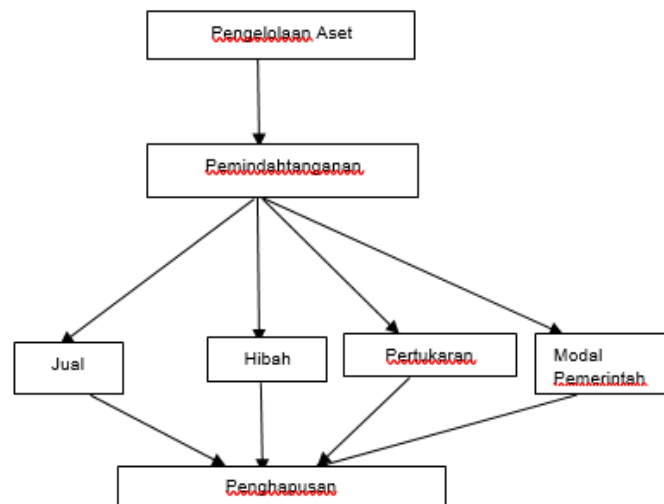 Pengelolaan Aset
Pemindahtanganan
Jual
Hibah
Pertukaran
Modal
Pemerintah
Penghapusan